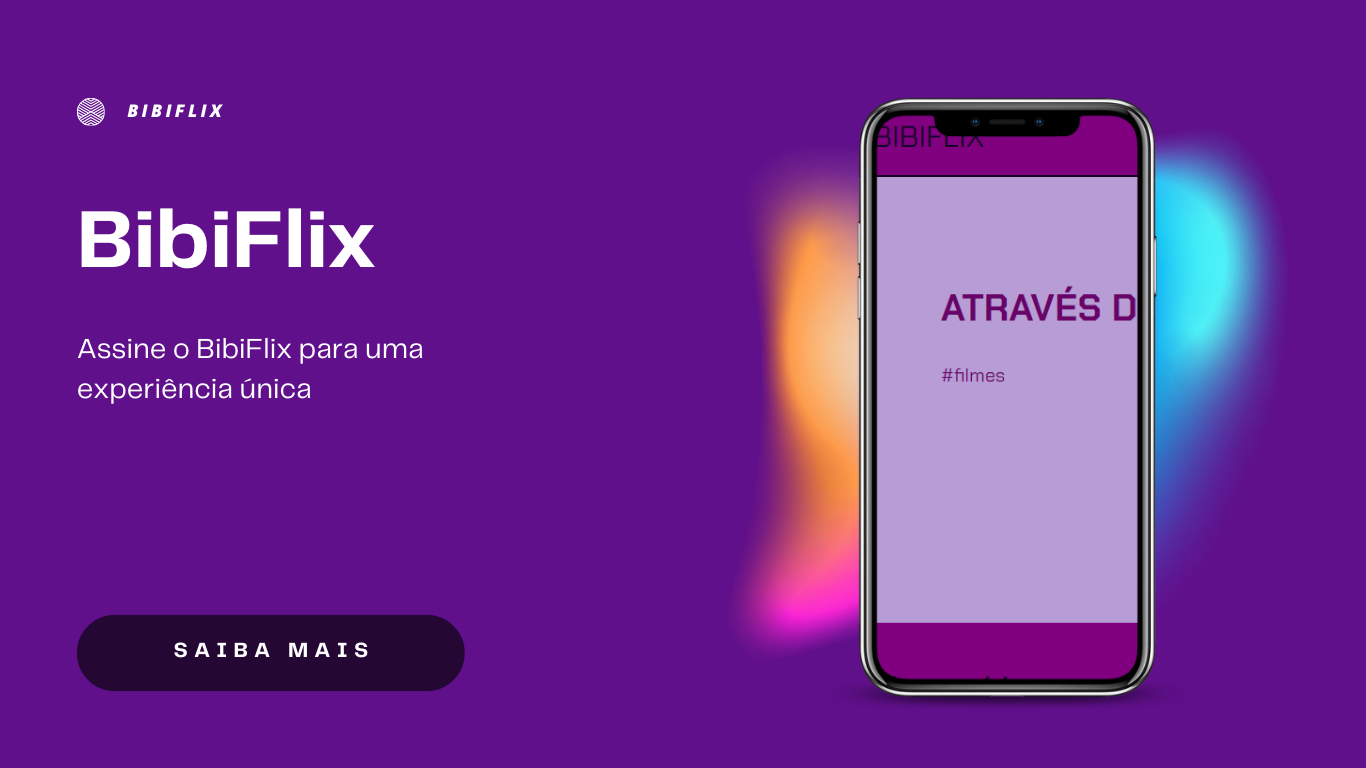 BIBIFLIX
BibiFlix
Assine o BibiFlix para uma
experiência única
SAIBA MAIS
BIBIFLIX
ATRAVÉS D
#filmes